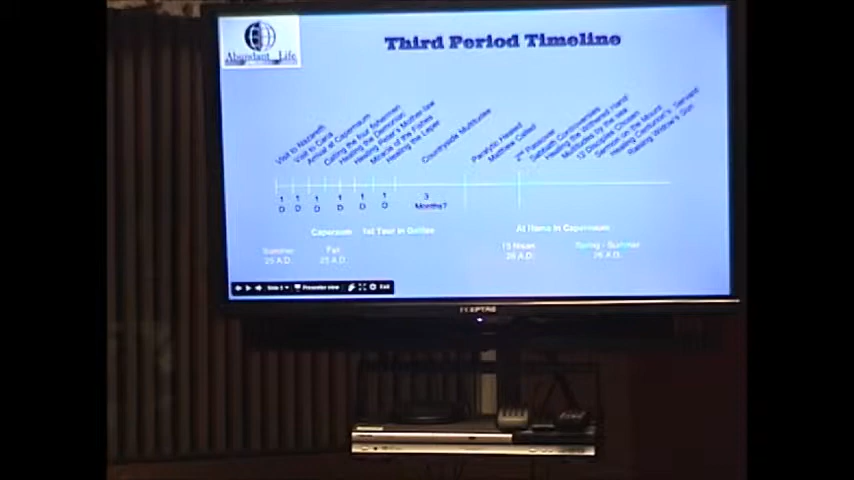 Abundant Life
Third Period Timeline
Visit to Nazareth
Visit to Cana
Arrival at Capernaum
Calling the four fishermen
Healing the Demoniac
Healing Peter's Mother-law
Miracle of the Fishes
Healing the Leper
Countryside Multitudes
Paralytic Healed
Matthew Called
2nd Passover
Sabbath Controversies
Healing the Withered Hand
Multitudes by the sea
12 Disciples Chosen
Sermon on the Mount
Healing Centurion's Servant
Raising Widow's Son
1 1 1 1 1 1 3
D D D D D D Months?
1st Tour in Galilee
At Home in Capernaum
Summer
25 A.D.
Fall
25 A.D.
13 Nisan
26 A.D.
Spring - Summer
26 A.D.
Presenter view
Exit
SCEPTRE